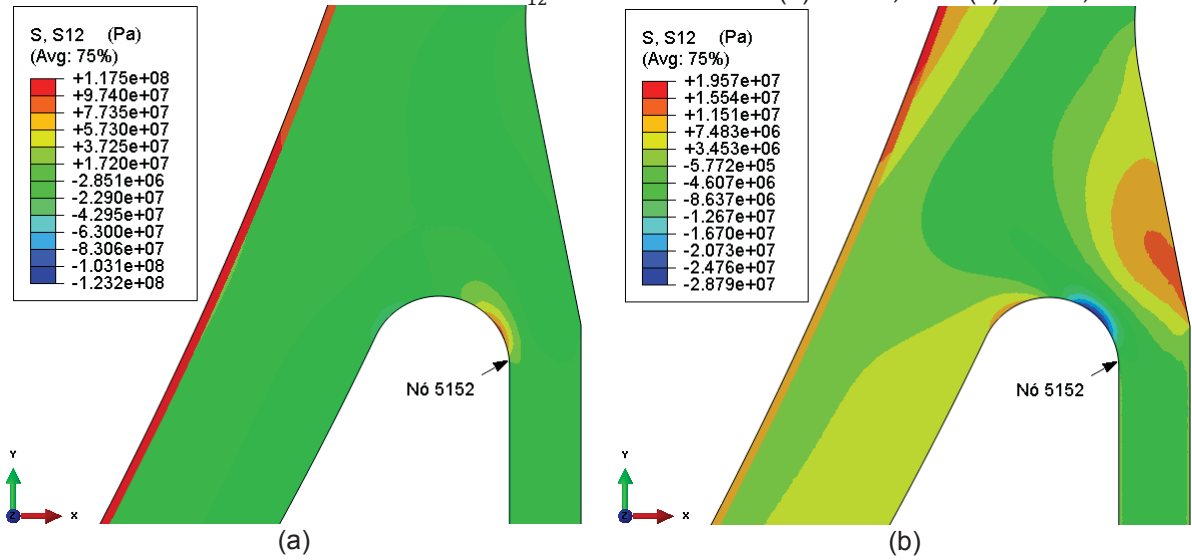 12
S, S12 (Pa)
(Avg: 75%)
+1.175e+08
+9.740e+07
+7.735e+07
+5.730e+07
+3.725e+07
+1.720e+07
-2.851e+06
-2.290e+07
-4.295e+07
-6.300e+07
-8.306e+07
-1.031e+08
-1.232e+08
Nó 5152
Y
Z
X
(a)
S, S12 (Pa)
(Avg: 75%)
+1.957e+07
+1.554e+07
+1.151e+07
+7.483e+06
+3.453e+06
-5.772e+05
-4.607e+06
-8.637e+06
-1.267e+07
-1.670e+07
-2.073e+07
-2.476e+07
-2.879e+07
Nó 5152
Y
Z
X
(b)